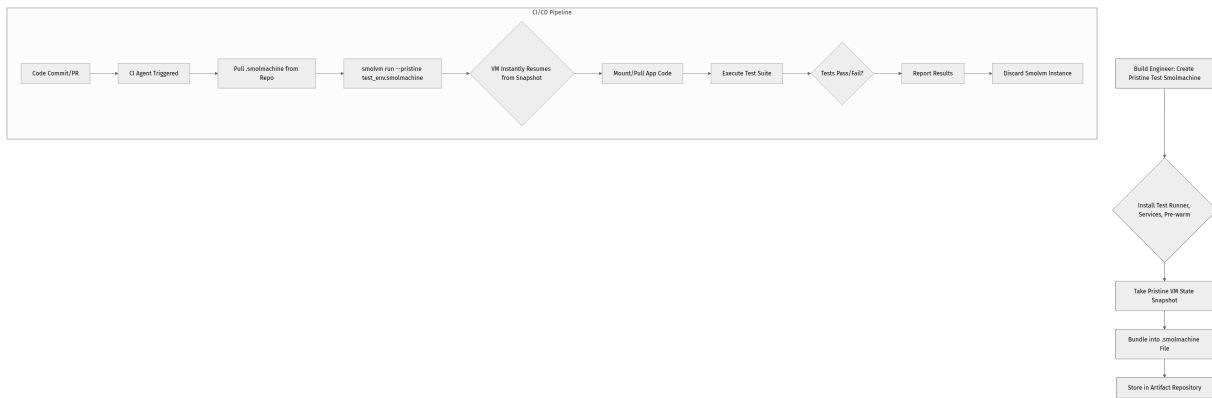 CI/CD Pipeline
Code Commit/PR
CI Agent Triggered
Pull .smolmachine from
Repo
smolvm run --pristine
test_env.smolmachine
VM Instantly Resumes
from Snapshot
Mount/Pull App Code
Execute Test Suite
Tests Pass/Fail?
Report Results
Discard Smolvm Instance
Build Engineer: Create
Pristine Test Smolmachine
Install Test Runner,
Services, Pre-warm
Take Pristine VM State
Snapshot
Bundle into .smolmachine
File
Store in Artifact Repository